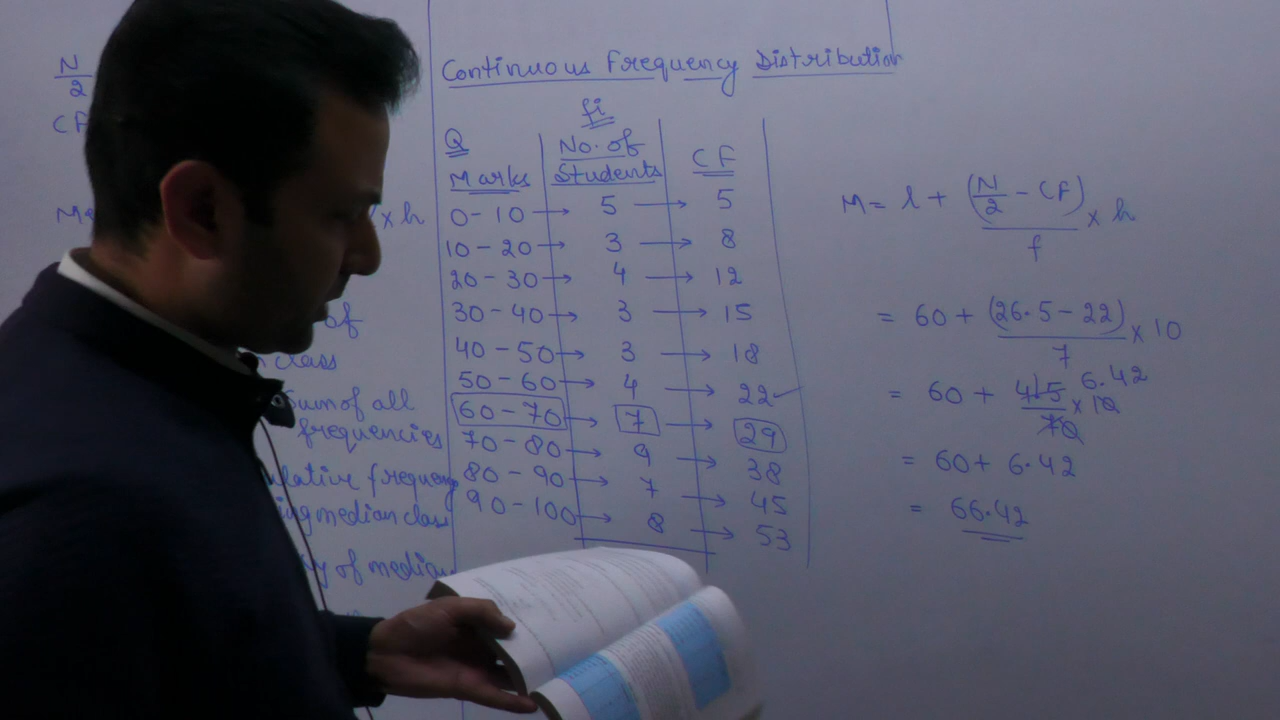 N
2
CF
Me × h
of
class
Sum of all
frequencies
ulative frequency
ing median class
y of median
Continuous Frequency Distribution
fi
Q No. of CF
Marks Students
0-10 → 5 → 5
10-20 → 3 → 8
20-30 → 4 → 12
30-40 → 3 → 15
40-50 → 3 → 18
50-60 → 4 → 22 ✓
60-70 → 7 → 29
70-80 → 9 → 38
80-90 → 7 → 45
90-100 → 8 → 53
M = l + (N/2 - CF)/f × h
= 60 + (26.5 - 22)/7 × 10
= 60 + 45/70 × 10 6.42
= 60 + 6.42
= 66.42